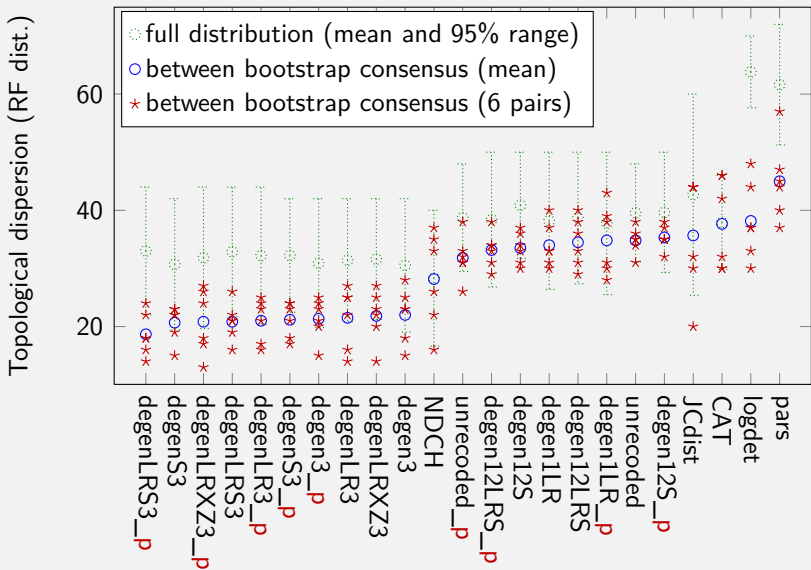 Topological dispersion (RF dist.)
60
40
20
full distribution (mean and 95% range)
between bootstrap consensus (mean)
between bootstrap consensus (6 pairs)
degenLRS3_p
degenS3
degenLRXZ3_p
degenLRS3
degenLR3_p
degenS3_p
degen3_p
degenLR3
degenLRXZ3
degen3
NDCH
unrecoded_p
degen12LRS_p
degen12S
degen1LR
degen12LRS
degen1LR_p
unrecoded
degen12S_p
JCdist
CAT
logdet
pars